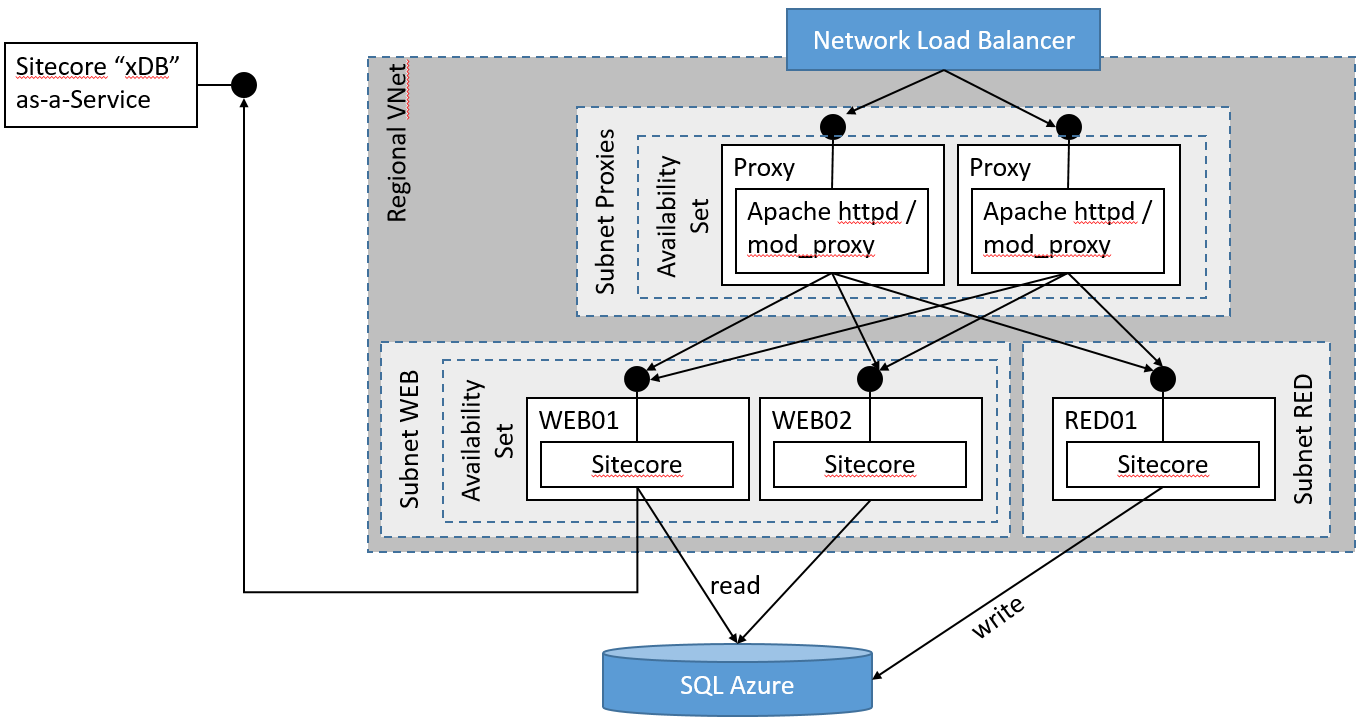 Network Load Balancer
Sitecore “xDB”
as-a-Service
Regional VNet
Subnet Proxies
Availability
Set
Proxy
Apache httpd /
mod_proxy
Proxy
Apache httpd /
mod_proxy
Subnet WEB
Availability
Set
WEB01
Sitecore
WEB02
Sitecore
RED01
Sitecore
Subnet RED
read
write
SQL Azure